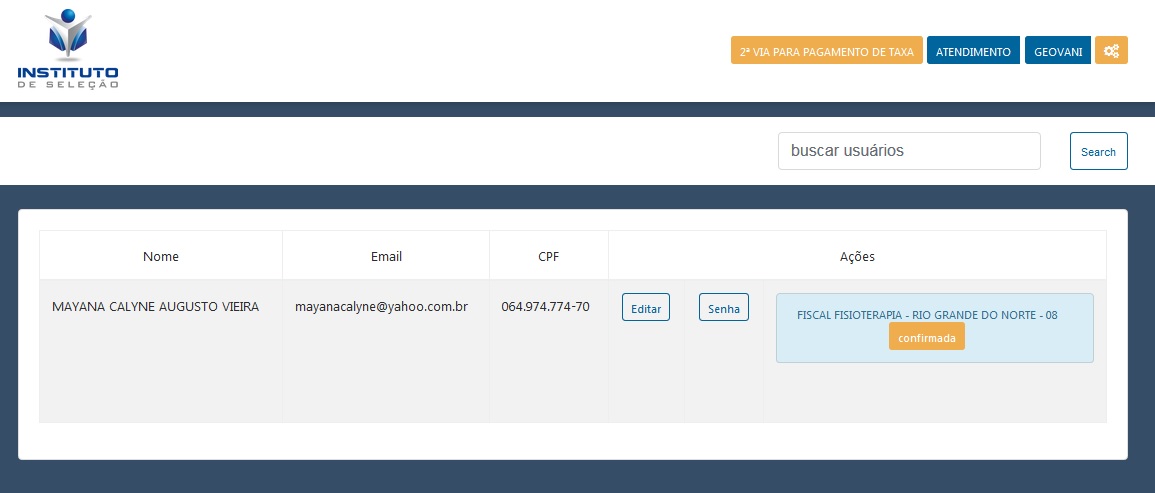 INSTITUTO
DE SELEÇÃO
2ª VIA PARA PAGAMENTO DE TAXA ATENDIMENTO GEOVANI
buscar usuários Search
Nome Email CPF Ações
MAYANA CALYNE AUGUSTO VIEIRA mayanacalyne@yahoo.com.br 064.974.774-70 Editar Senha FISCAL FISIOTERAPIA - RIO GRANDE DO NORTE - 08
confirmada